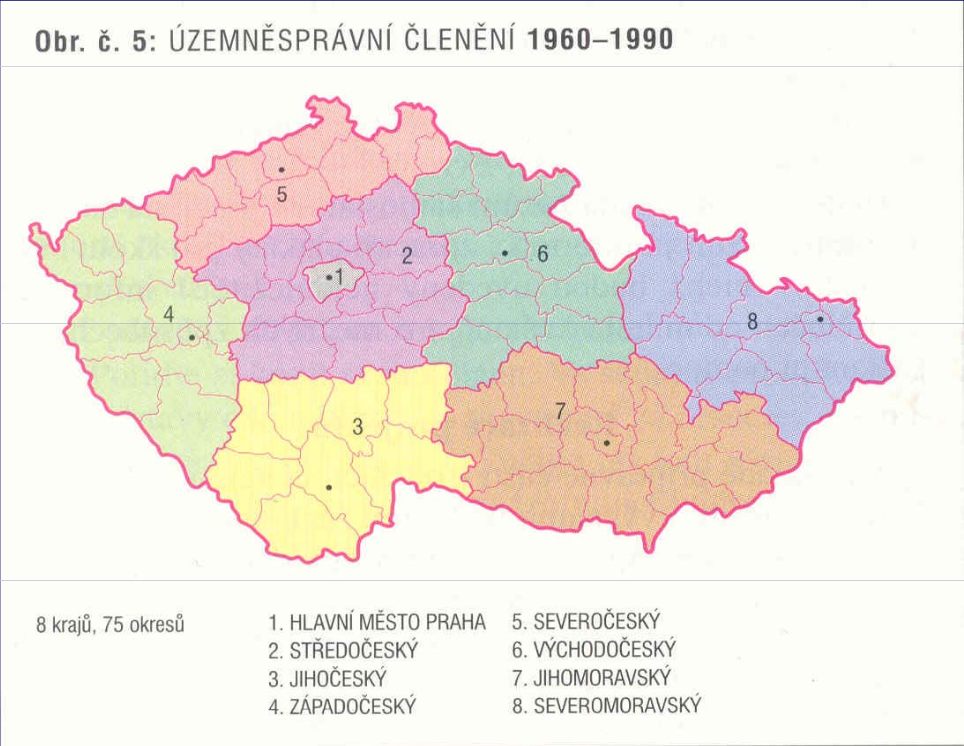 Obr. č. 5: ÚZEMNĚSPRÁVNÍ ČLENĚNÍ 1960–1990
5
2
6
1
4
8
7
3
8 krajů, 75 okresů
1. HLAVNÍ MĚSTO PRAHA
2. STŘEDOČESKÝ
3. JIHOČESKÝ
4. ZÁPADOČESKÝ
5. SEVEROČESKÝ
6. VÝCHODOČESKÝ
7. JIHOMORAVSKÝ
8. SEVEROMORAVSKÝ